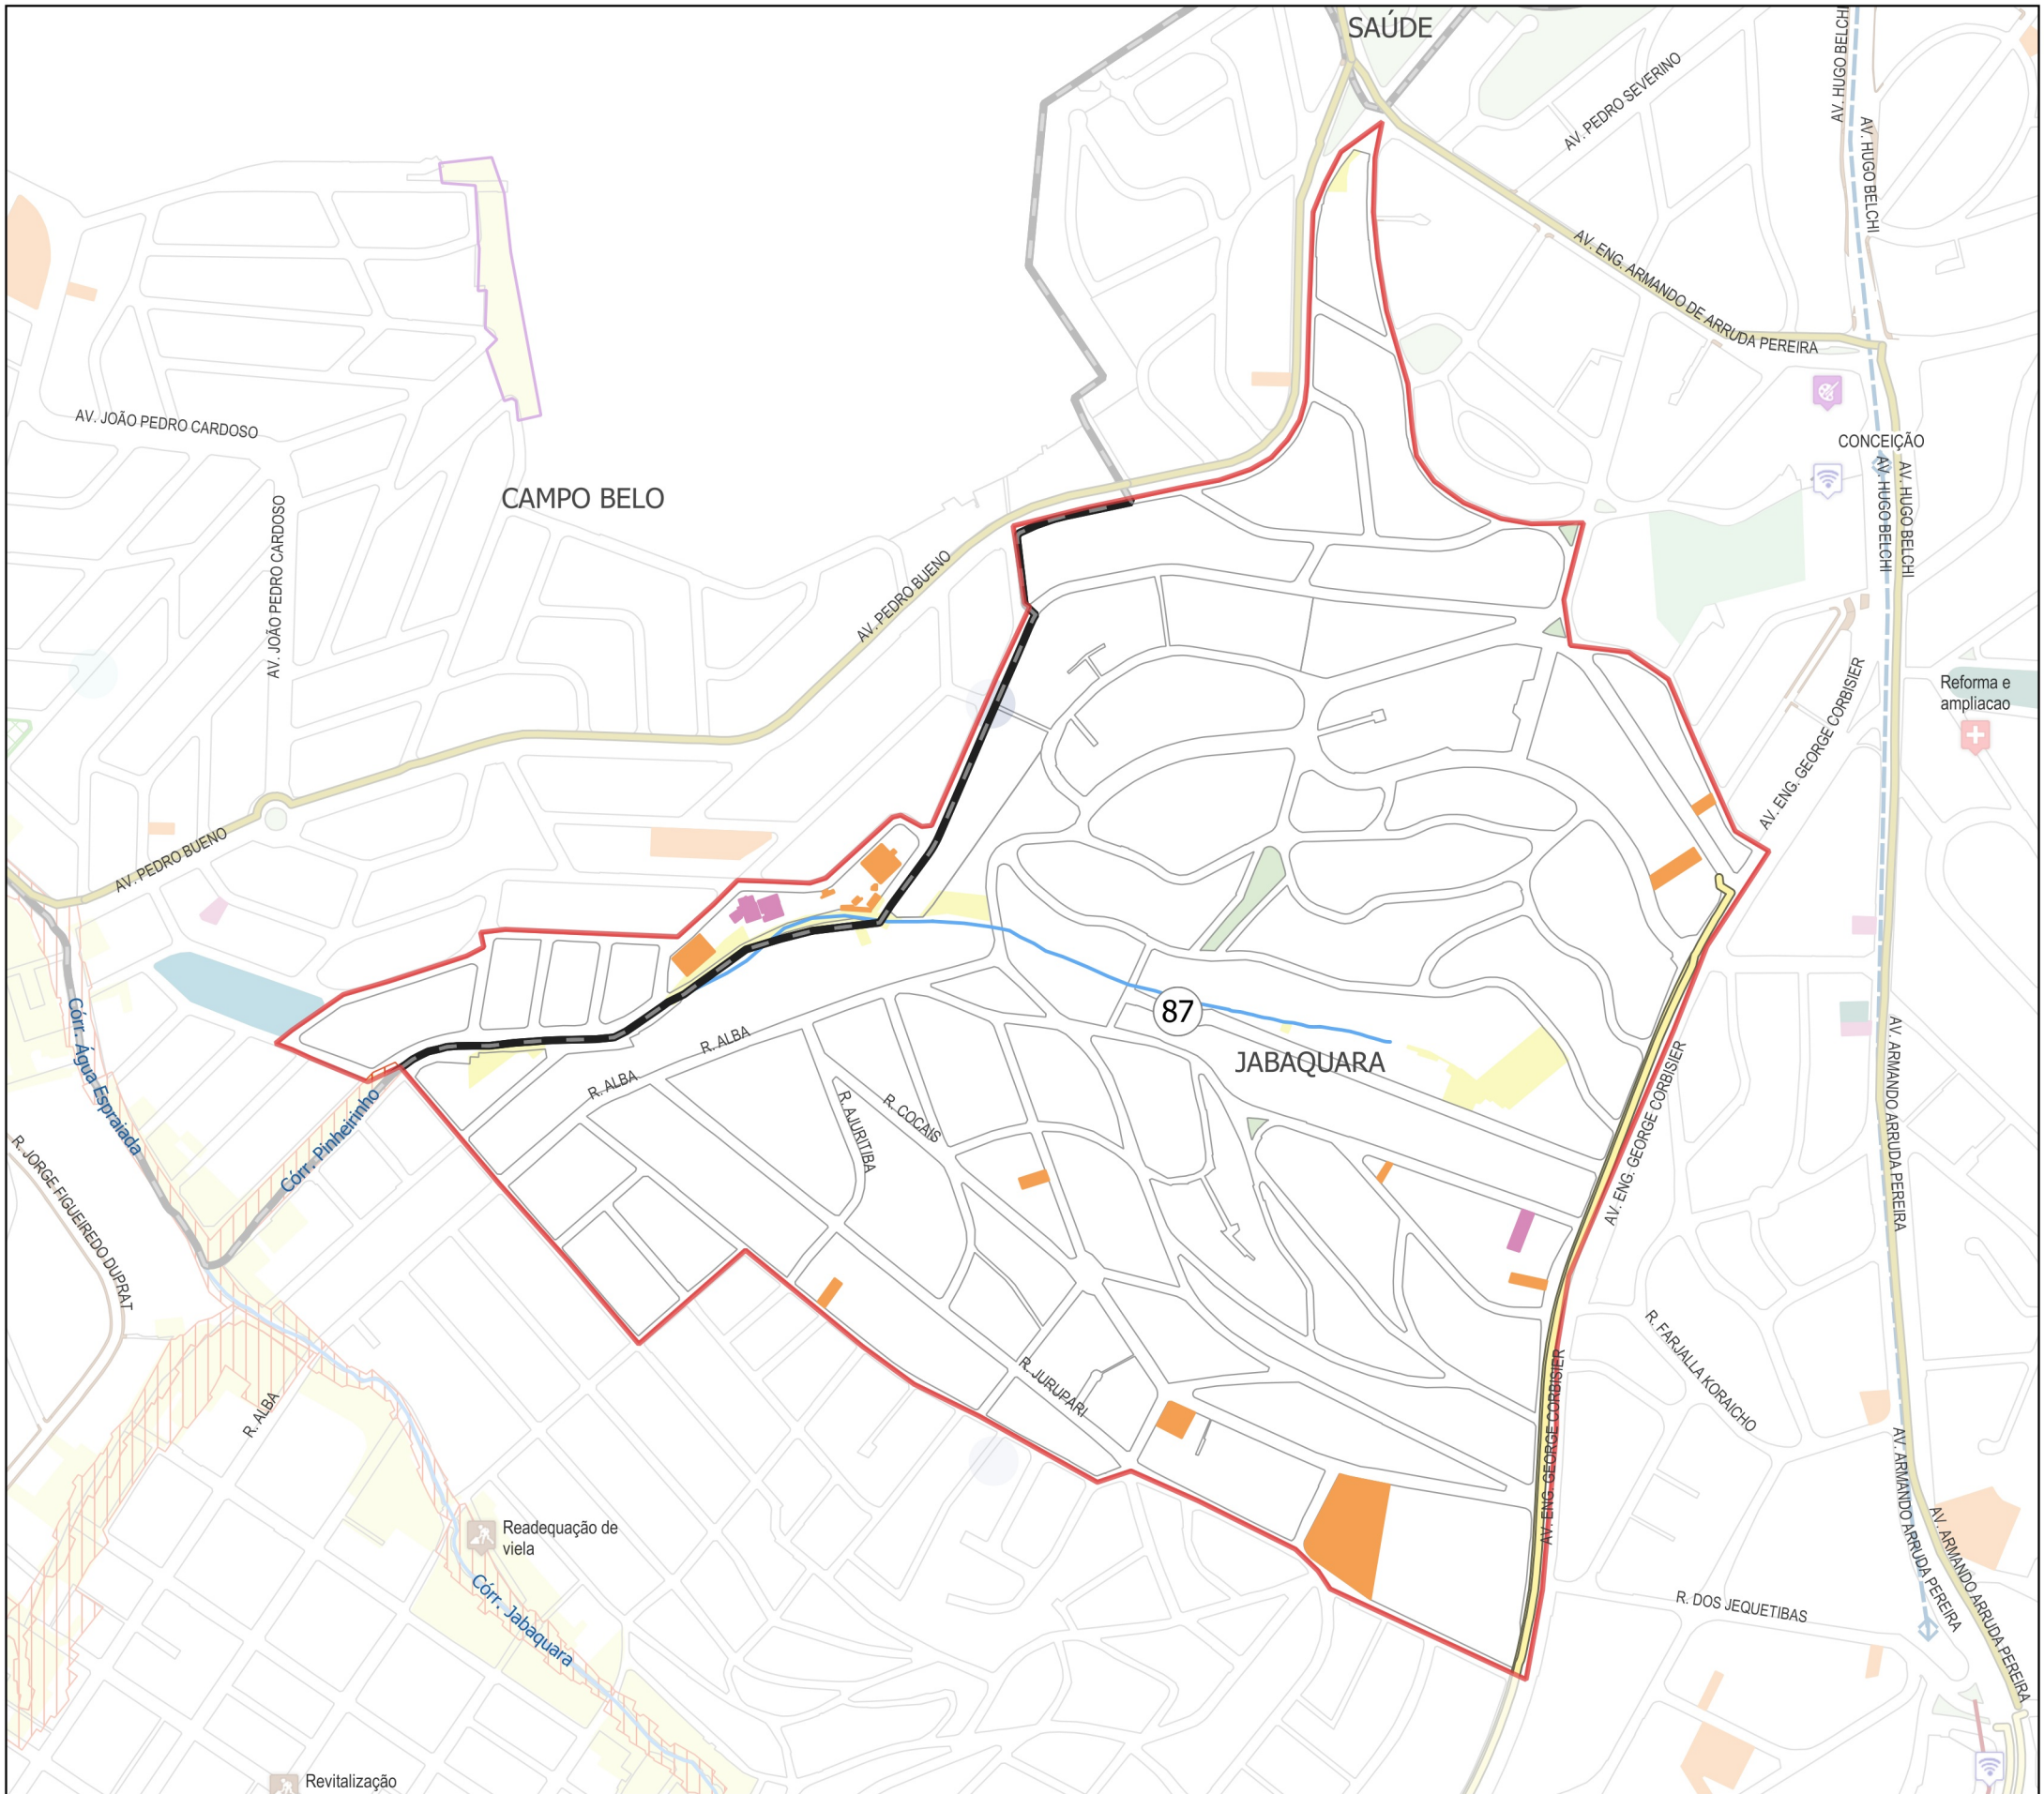 SAÚDE
AV. HUGO BELCHI
AV. PEDRO SEVERINO
AV. HUGO BELCHI
AV. ENG. ARMANDO DE ARRUDA PEREIRA
AV. JOÃO PEDRO CARDOSO
CONCEIÇÃO
AV. HUGO BELCHI
AV. HUGO BELCHI
CAMPO BELO
AV. JOÃO PEDRO CARDOSO
AV. PEDRO BUENO
Reforma e
ampliacao
AV. ENG. GEORGE CORBISIER
AV. PEDRO BUENO
87
JABAQUARA
R. ALBA
R. ALBA
Córr. Água Espraiada
Córr. Pinheirinho
R. AJURITIBA
R. COCAIS
AV. ENG. GEORGE CORBISIER
AV. ARMANDO ARRUDA PEREIRA
R. JORGE FIGUEIREDO DUPRAT
R. FARJALLA KORAICHO
R. JURUPARI
AV. ENG. GEORGE CORBISIER
R. ALBA
AV. ARMANDO ARRUDA PEREIRA
AV. ARMANDO ARRUDA PEREIRA
Readequação de
viela
Córr. Jabaquara
R. DOS JEQUETIBAS
Revitalização